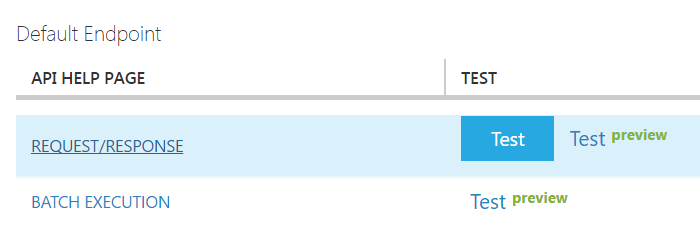 Default Endpoint
API HELP PAGE TEST
REQUEST/RESPONSE Test Test preview
BATCH EXECUTION Test preview